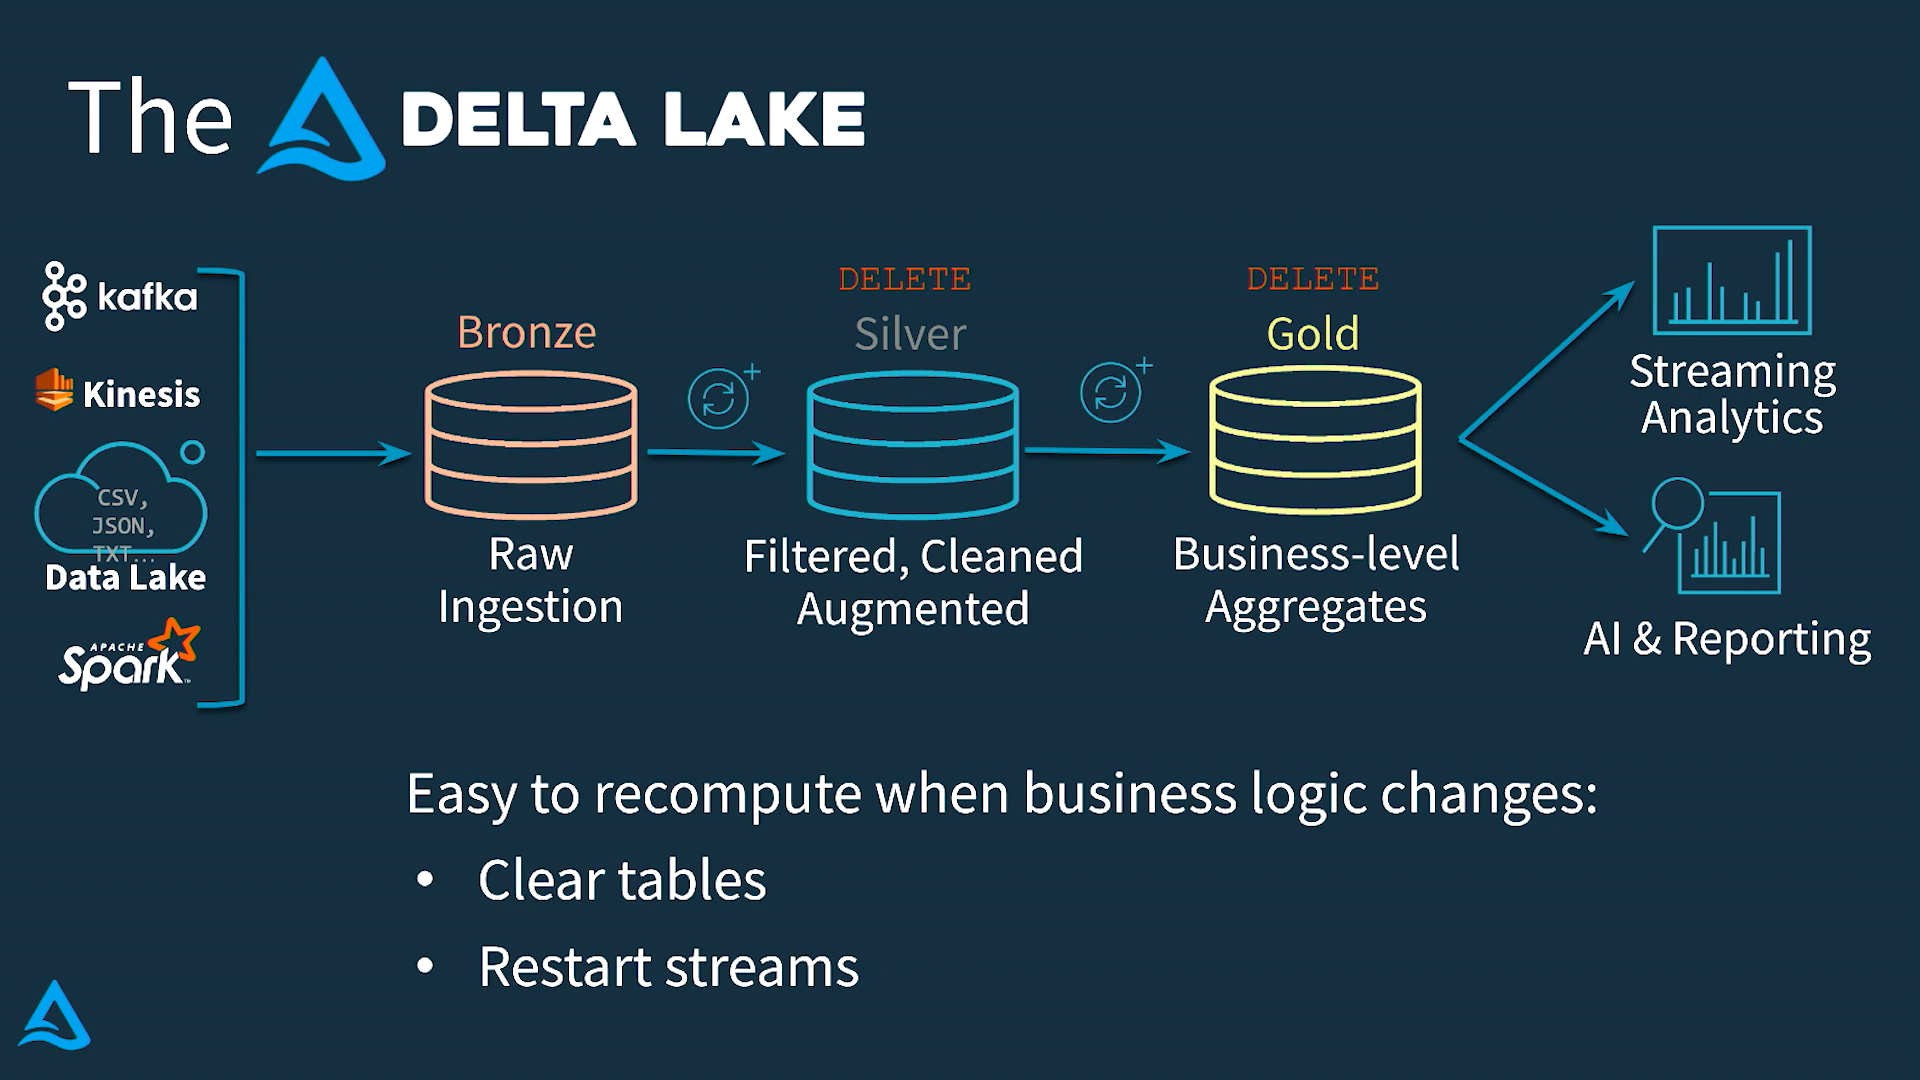 The DELTA LAKE
kafka
Kinesis
CSV,
JSON,
TXT...
Data Lake
APACHE
Spark™
Bronze
Raw
Ingestion
DELETE
Silver
Filtered, Cleaned
Augmented
DELETE
Gold
Business-level
Aggregates
Streaming
Analytics
AI & Reporting
Easy to recompute when business logic changes:
• Clear tables
• Restart streams